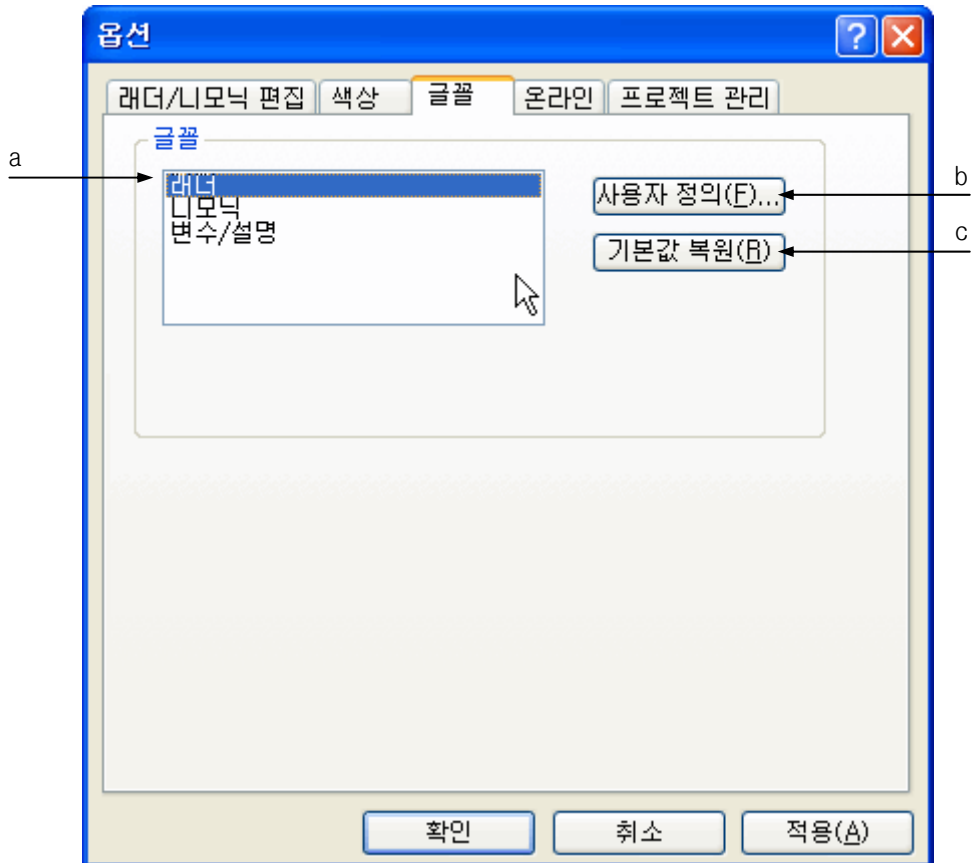 옵션
래더/니모닉 편집 색상 글꼴 온라인 프로젝트 관리
글꼴
a
래더
니모닉
변수/설명
사용자 정의(F)...
b
기본값 복원(R)
c
확인 취소 적용(A)